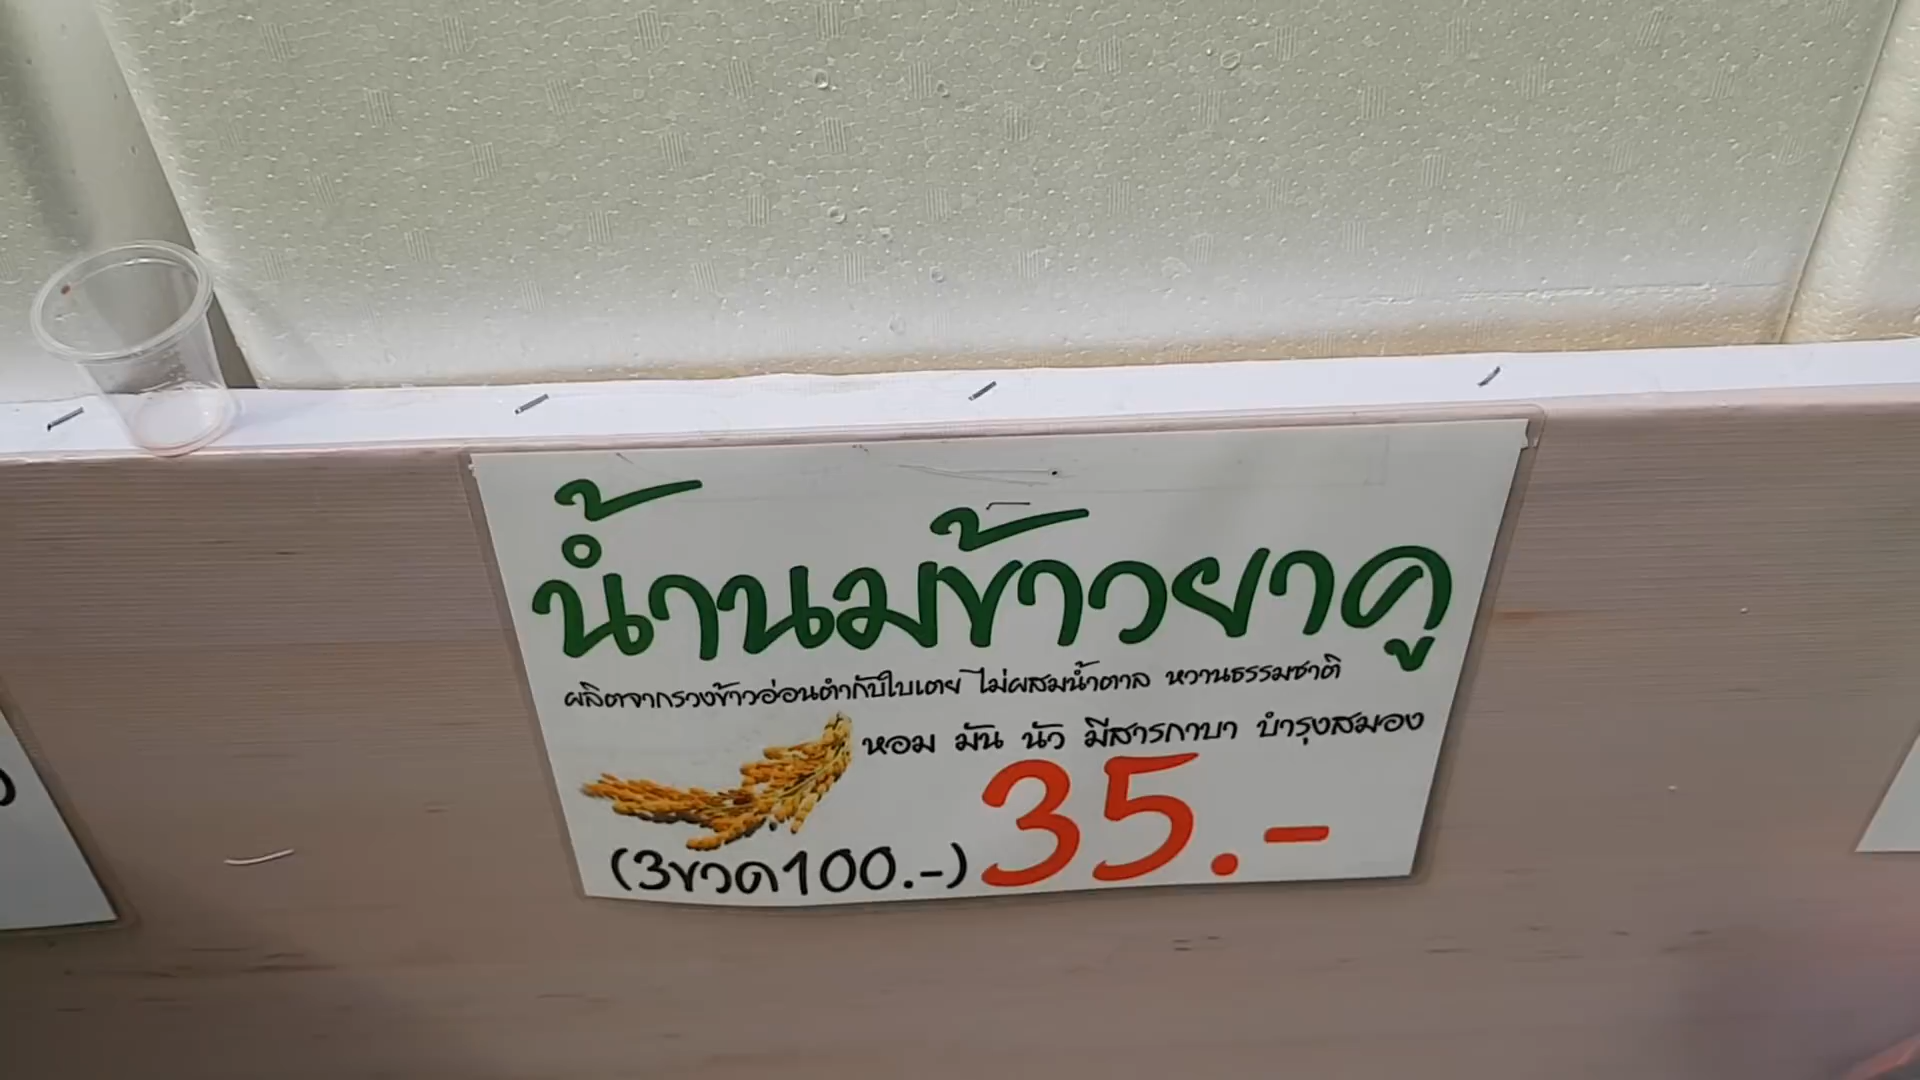 น้ำนมข้าวยาคู
ผลิตจากรวงข้าวอ่อนตำกับใบเตย ไม่ผสมน้ำตาล หวานธรรมชาติ
หอม มัน นัว มีสารกาบา บำรุงสมอง
(3ขวด100.-) 35.-